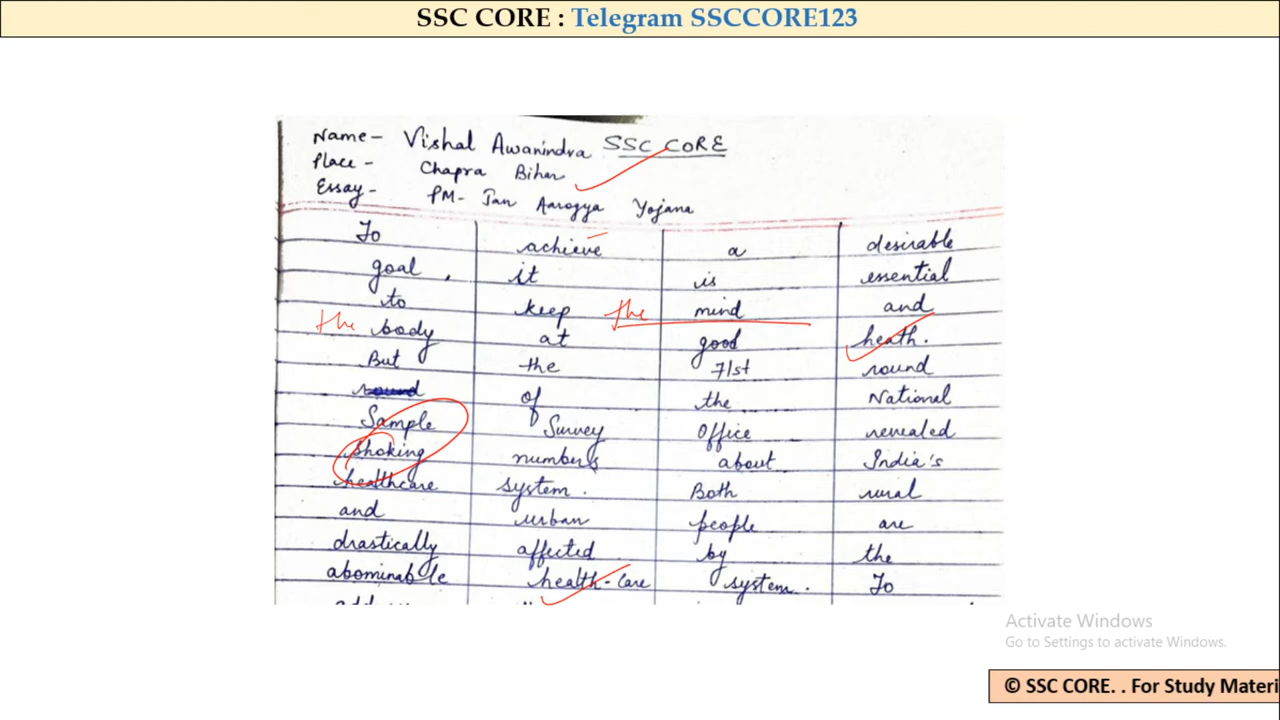 SSC CORE : Telegram SSCCORE123
Name- Vishal Awanindra SSC CORE
Place- Chapra Bihar
Essay- PM- Jan Aarogya Yojana
To achieve a desirable
goal, it is essential
to keep the mind and
the body at good heath.
But the 71st round
of the National
Sample Survey Office revealed
shoking numbers about India's
healthcare system. Both rural
and urban people are
drastically affected by the
abominable health-care system. To
Activate Windows
Go to Settings to activate Windows.
© SSC CORE. . For Study Materi